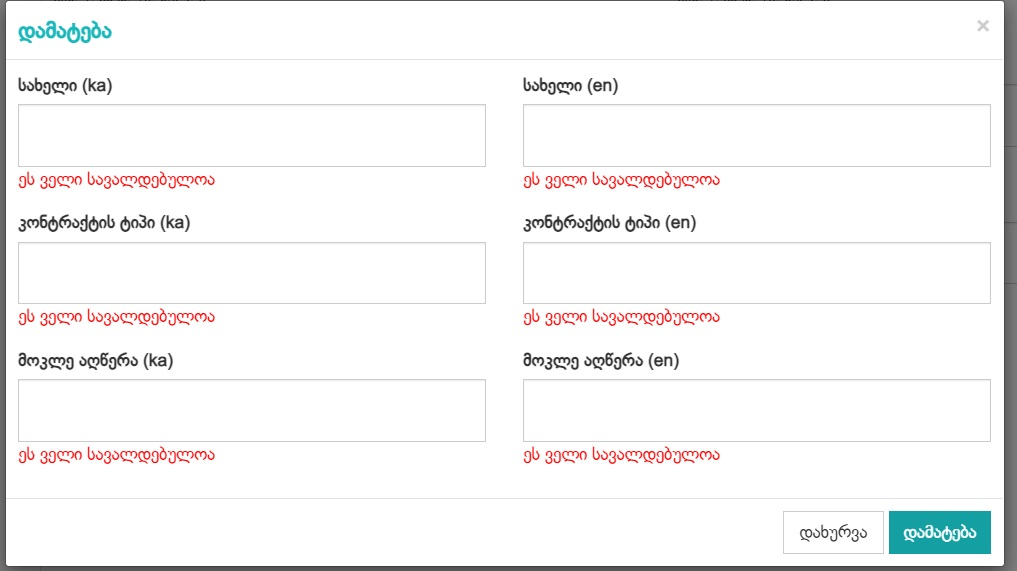 დამატება
×
სახელი (ka)
სახელი (en)
ეს ველი სავალდებულოა
ეს ველი სავალდებულოა
კონტრაქტის ტიპი (ka)
კონტრაქტის ტიპი (en)
ეს ველი სავალდებულოა
ეს ველი სავალდებულოა
მოკლე აღწერა (ka)
მოკლე აღწერა (en)
ეს ველი სავალდებულოა
ეს ველი სავალდებულოა
დახურვა
დამატება